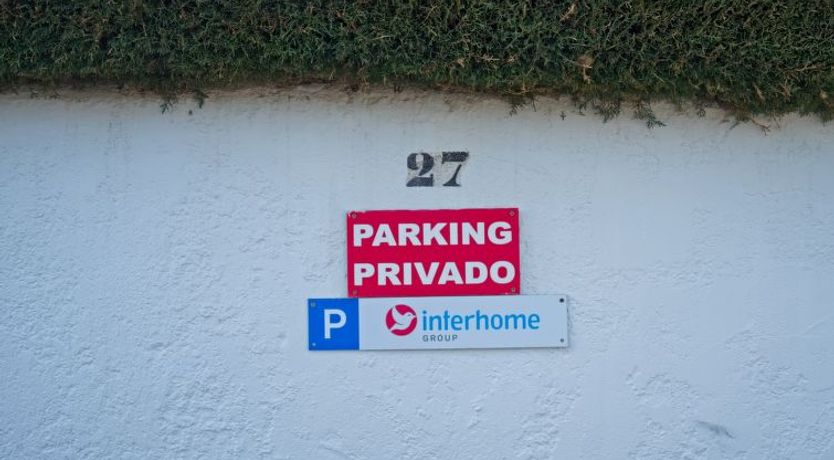 27
PARKING
PRIVADO
P interhome
GROUP